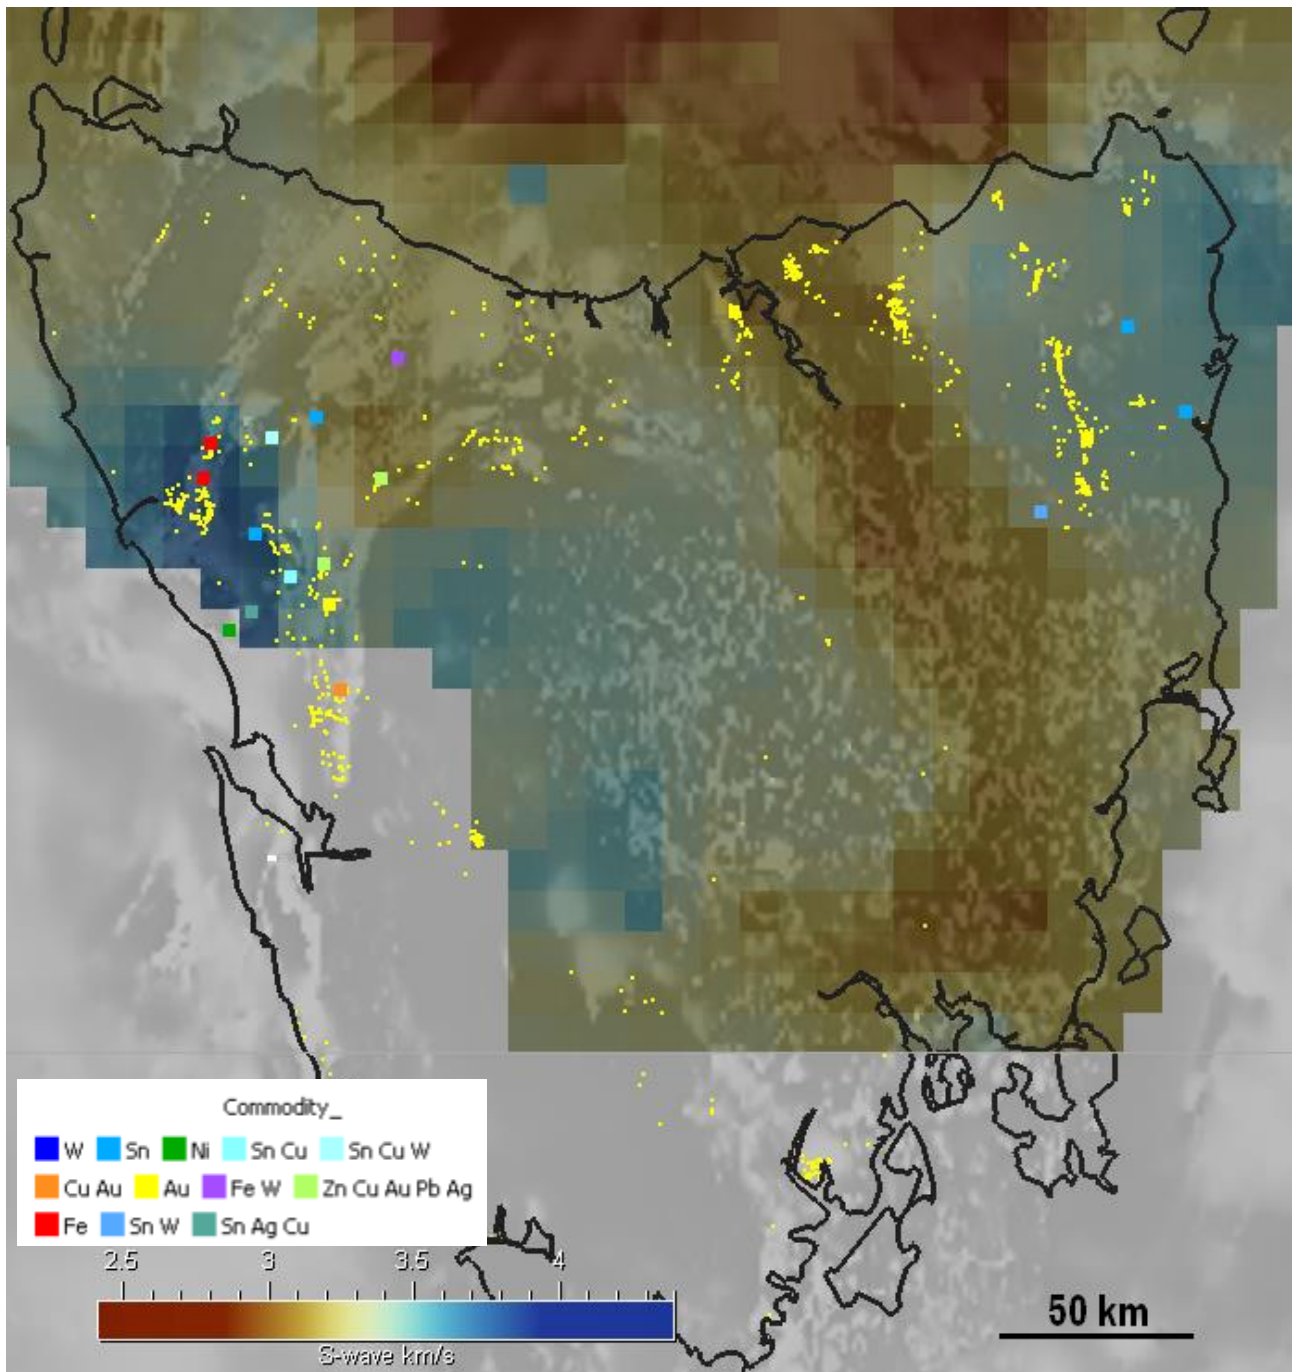 Commodity_
W Sn Ni Sn Cu Sn Cu W
Cu Au Au Fe W Zn Cu Au Pb Ag
Fe Sn W Sn Ag Cu
2.5 3 3.5 4
S-wave km/s
50 km